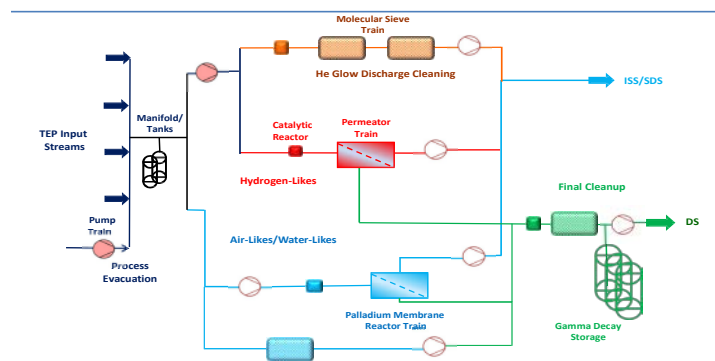 Molecular Sieve
Train
He Glow Discharge Cleaning
ISS/SDS
TEP Input
Streams
Manifold/
Tanks
Catalytic
Reactor
Permeator
Train
Hydrogen-Likes
Final Cleanup
DS
Pump
Train
Process
Evacuation
Air-Likes/Water-Likes
Palladium Membrane
Reactor Train
Gamma Decay
Storage